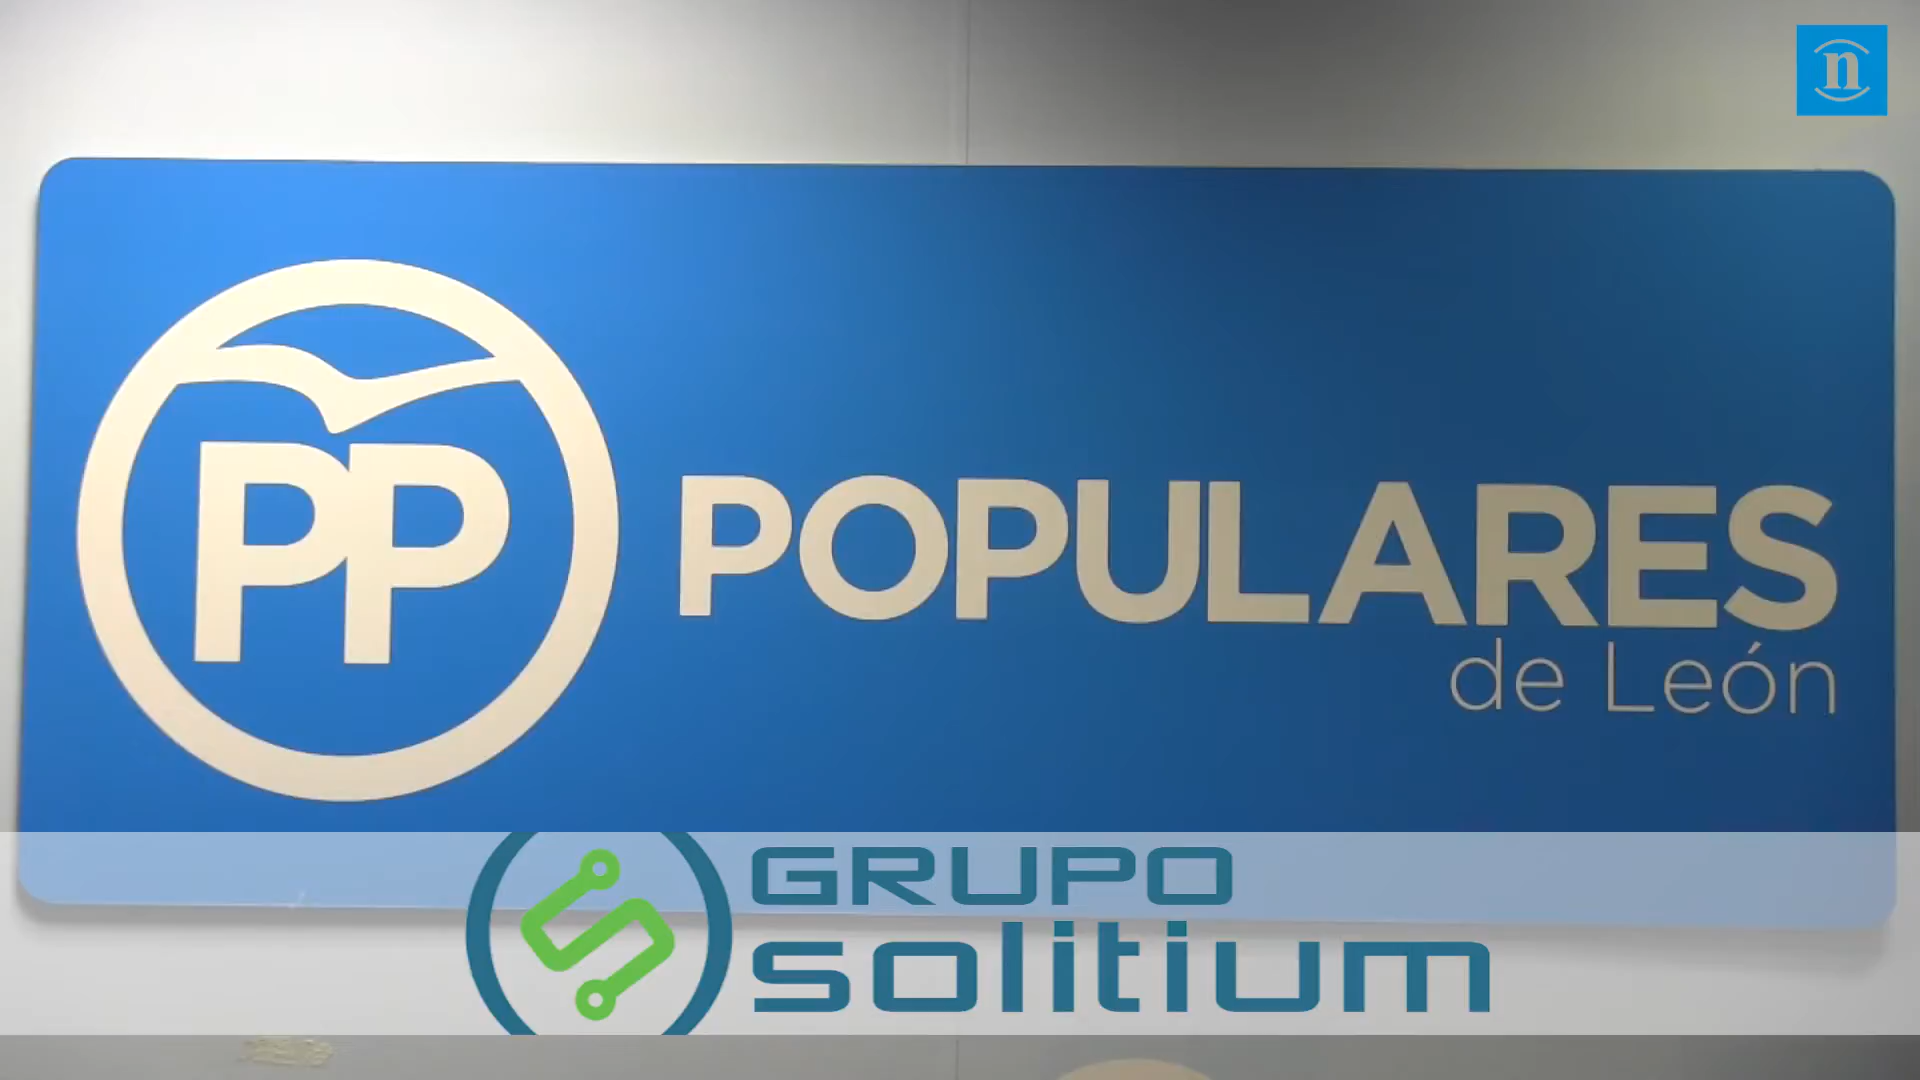 n
PP
POPULARES
de León
GRUPO
solitium